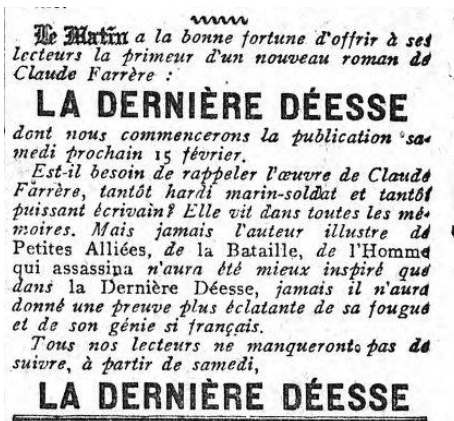 Le Matin a la bonne fortune d'offrir à ses
lecteurs la primeur d'un nouveau roman de
Claude Farrère :
LA DERNIÈRE DÉESSE
dont nous commencerons la publication sa-
medi prochain 15 février.
Est-il besoin de rappeler l'œuvre de Claude
Farrère, tantôt hardi marin-soldat et tantôt
puissant écrivain? Elle vit dans toutes les mé-
moires. Mais jamais l'auteur illustre de
Petites Alliées, de la Bataille, de l'Homme
qui assassina n'aura été mieux inspiré que
dans la Dernière Déesse, jamais il n'aura
donné une preuve plus éclatante de sa fougue
et de son génie si français.
Tous nos lecteurs ne manqueront pas de
suivre, à partir de samedi,
LA DERNIÈRE DÉESSE